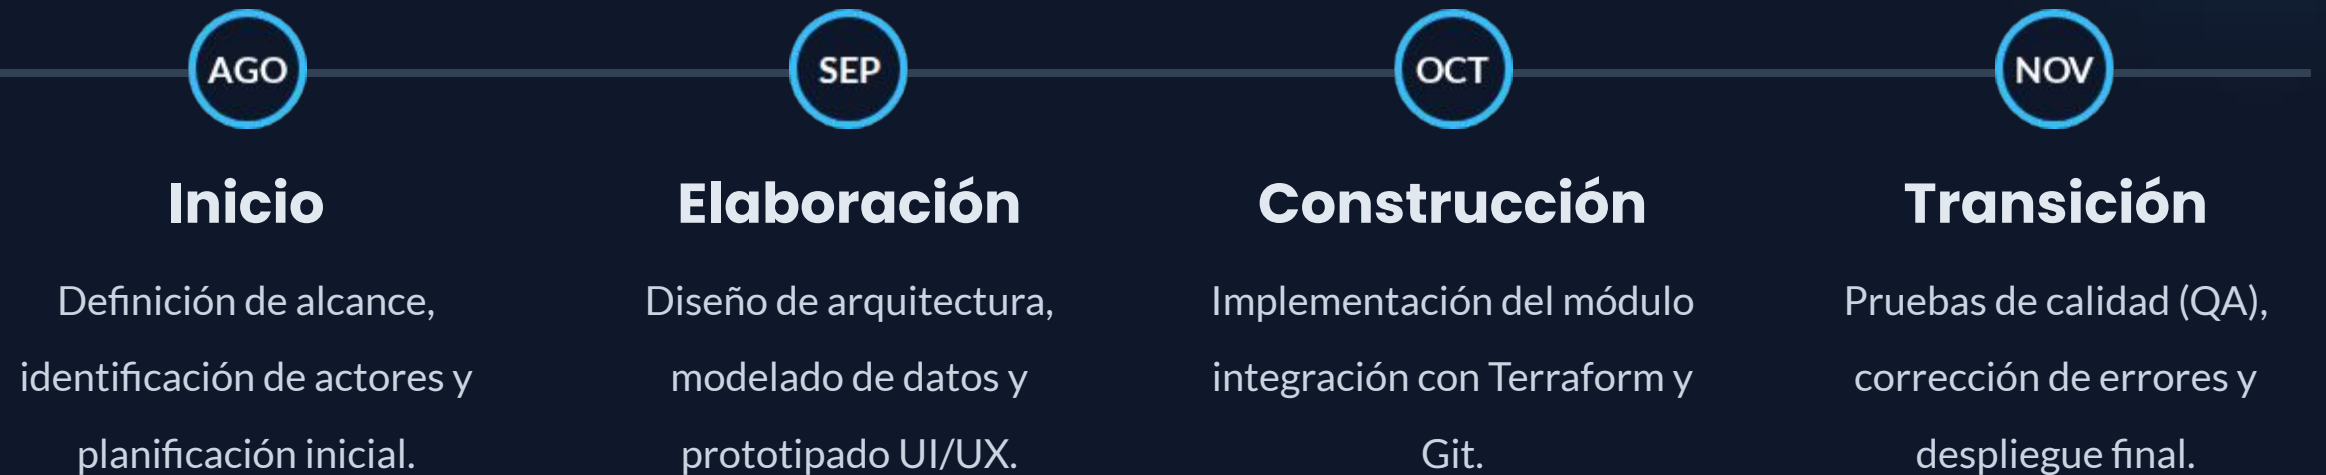 AGO
Inicio
Definición de alcance,
identificación de actores y
planificación inicial.
SEP
Elaboración
Diseño de arquitectura,
modelado de datos y
prototipado UI/UX.
OCT
Construcción
Implementación del módulo
integración con Terraform y
Git.
NOV
Transición
Pruebas de calidad (QA),
corrección de errores y
despliegue final.